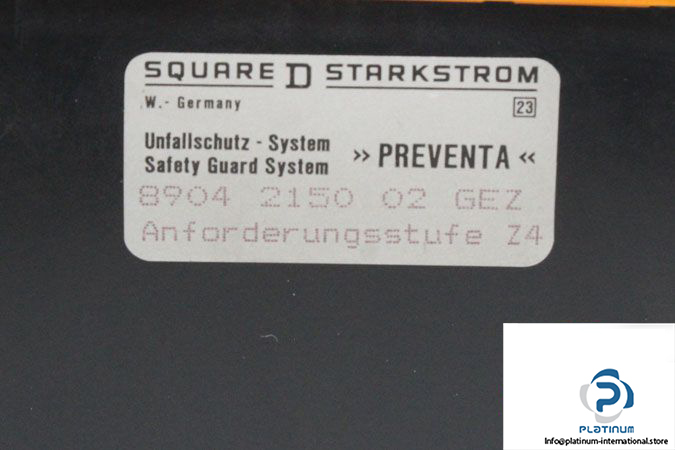 SQUARE D STARKSTROM
W.- Germany 23
Unfallschutz - System
Safety Guard System » PREVENTA «
8904 2150 02 GEZ
Anforderungsstufe Z4
PLATINUM
Info@platinum-international.store